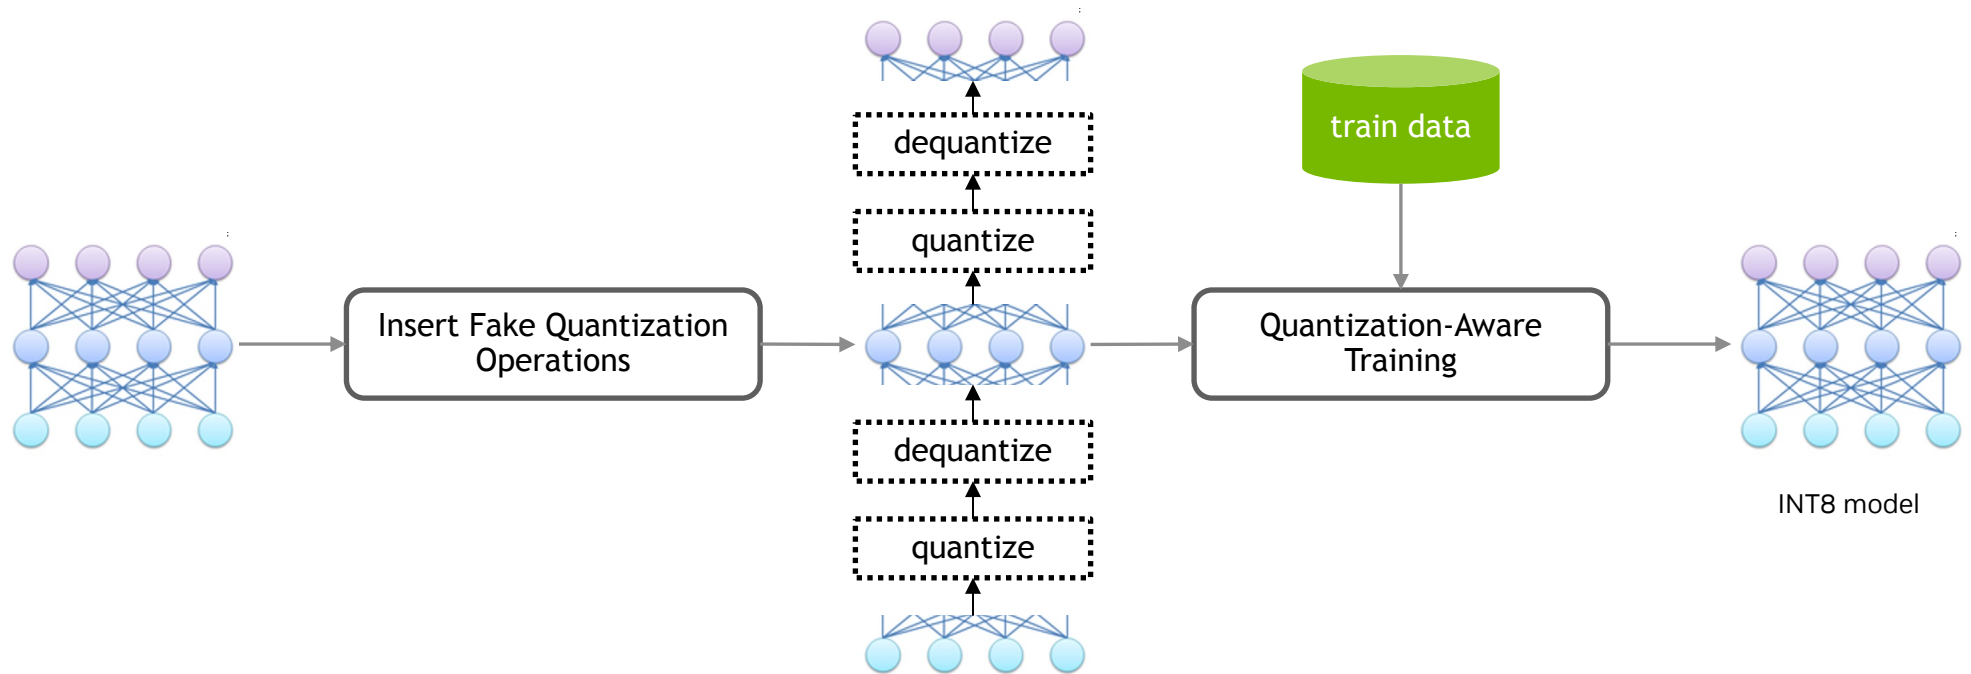 Insert Fake Quantization
Operations
dequantize
quantize
dequantize
quantize
train data
Quantization-Aware
Training
INT8 model